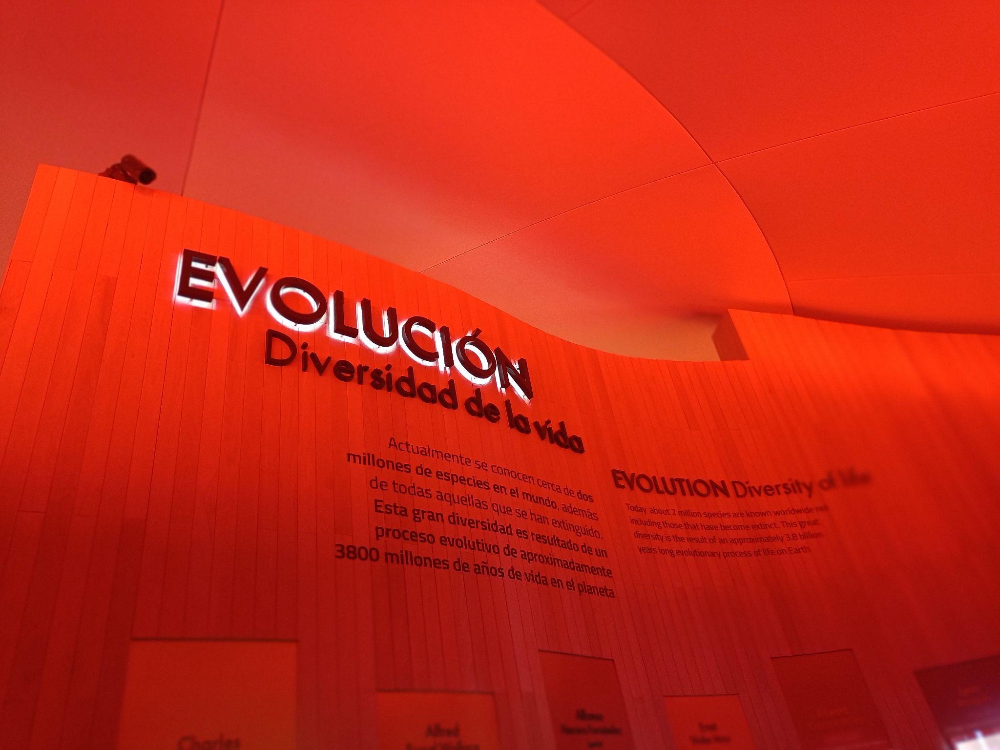 EVOLUCIÓN
Diversidad de la vida
Actualmente se conocen cerca de dos
millones de especies en el mundo, además
de todas aquellas que se han extinguido.
Esta gran diversidad es resultado de un
proceso evolutivo de aproximadamente
3800 millones de años de vida en el planeta
EVOLUTION Diversity of life
Today about 2 million species are known worldwide
including those that have become extinct. This great
diversity is the result of an approximately 3.8 billion
years long evolutionary process of life on Earth
Charles
Alfred
Russel Wallace
Alfonso
Ernst